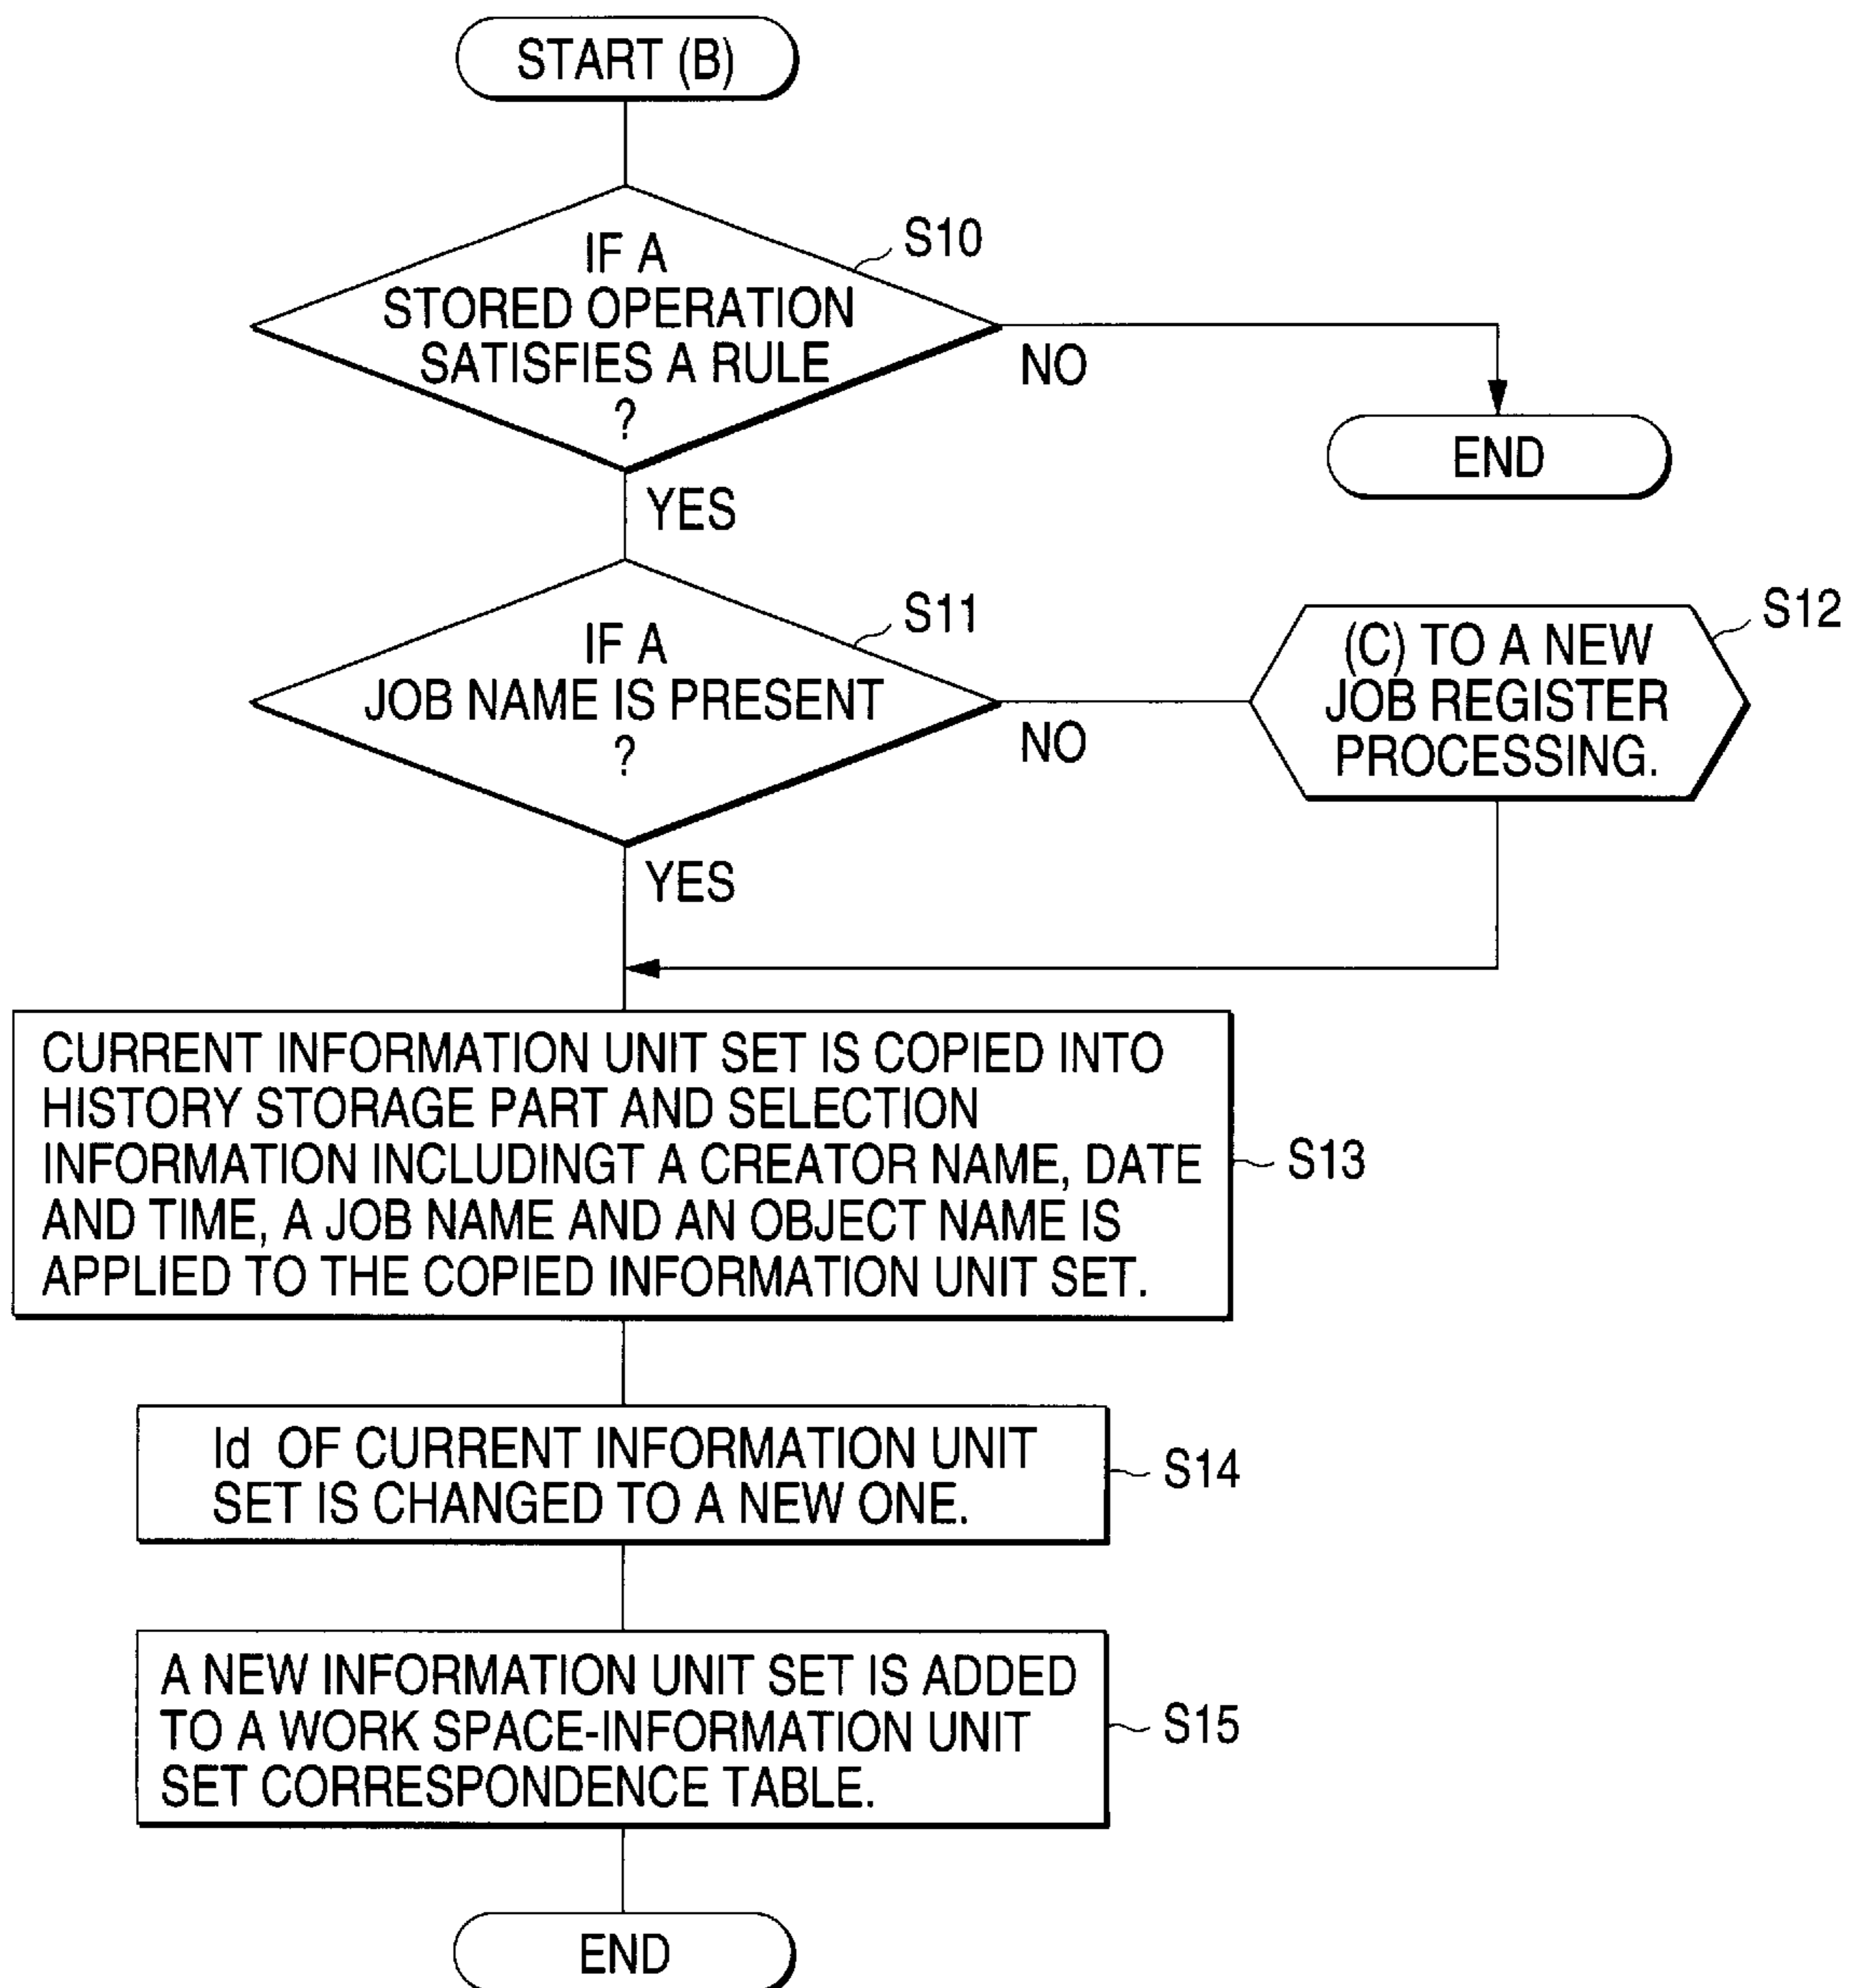 START (B)
IF A
STORED OPERATION
SATISFIES A RULE
?
S10
NO
END
YES
IF A
JOB NAME IS PRESENT
?
S11
NO
(C) TO A NEW
JOB REGISTER
PROCESSING.
S12
YES
CURRENT INFORMATION UNIT SET IS COPIED INTO
HISTORY STORAGE PART AND SELECTION
INFORMATION INCLUDINGT A CREATOR NAME, DATE
AND TIME, A JOB NAME AND AN OBJECT NAME IS
APPLIED TO THE COPIED INFORMATION UNIT SET.
S13
Id OF CURRENT INFORMATION UNIT
SET IS CHANGED TO A NEW ONE.
S14
A NEW INFORMATION UNIT SET IS ADDED
TO A WORK SPACE-INFORMATION UNIT
SET CORRESPONDENCE TABLE.
S15
END